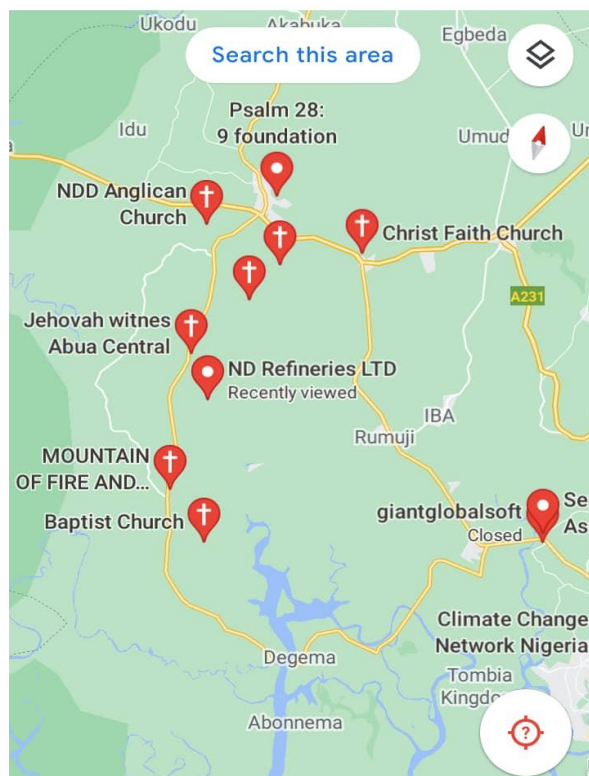 Ukodu
Akabuka
Egbeda
Search this area
Psalm 28:
9 foundation
Idu
Umud
NDD Anglican
Church
Christ Faith Church
A231
Jehovah witnes
Abua Central
ND Refineries LTD
Recently viewed
IBA
Rumuji
MOUNTAIN
OF FIRE AND...
Baptist Church
giantglobalsoft
Closed
Se
As
Climate Change
Network Nigeria
Degema
Tombia
Abonnema
?